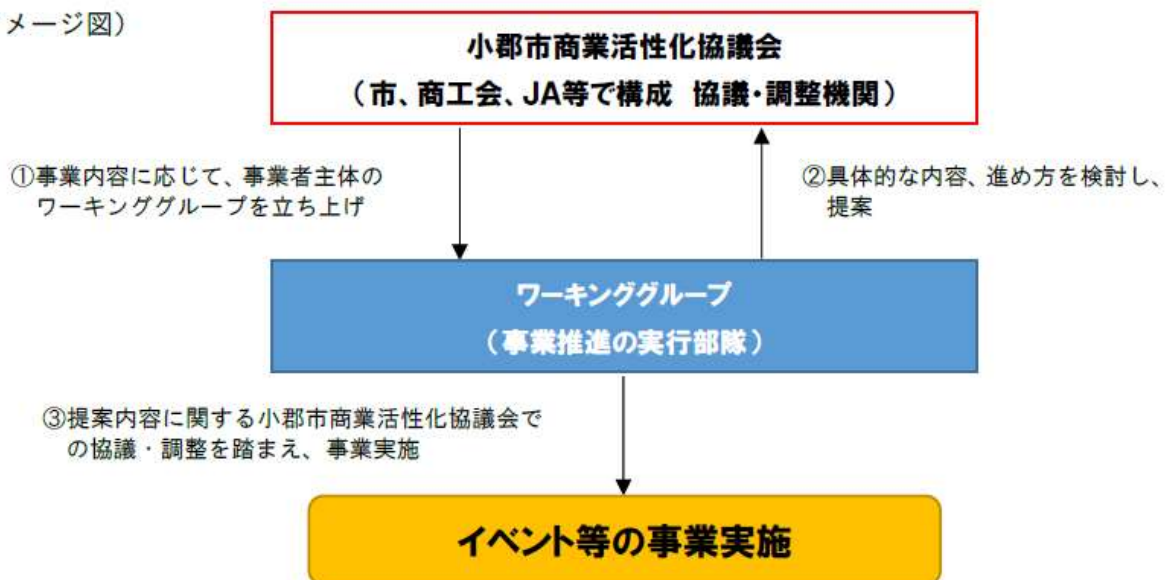 メージ図）
小郡市商業活性化協議会
（市、商工会、JA等で構成 協議・調整機関）
①事業内容に応じて、事業者主体の
ワーキンググループを立ち上げ
②具体的な内容、進め方を検討し、
提案
ワーキンググループ
（事業推進の実行部隊）
③提案内容に関する小郡市商業活性化協議会で
の協議・調整を踏まえ、事業実施
イベント等の事業実施